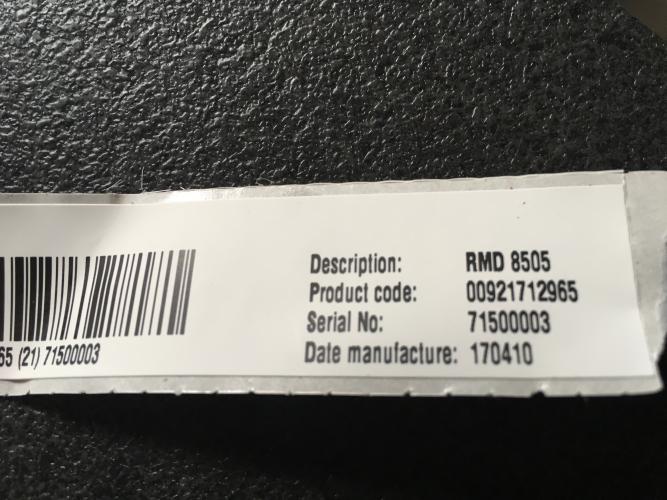 Description: RMD 8505
Product code: 00921712965
Serial No: 71500003
Date manufacture: 170410
65 (21) 71500003